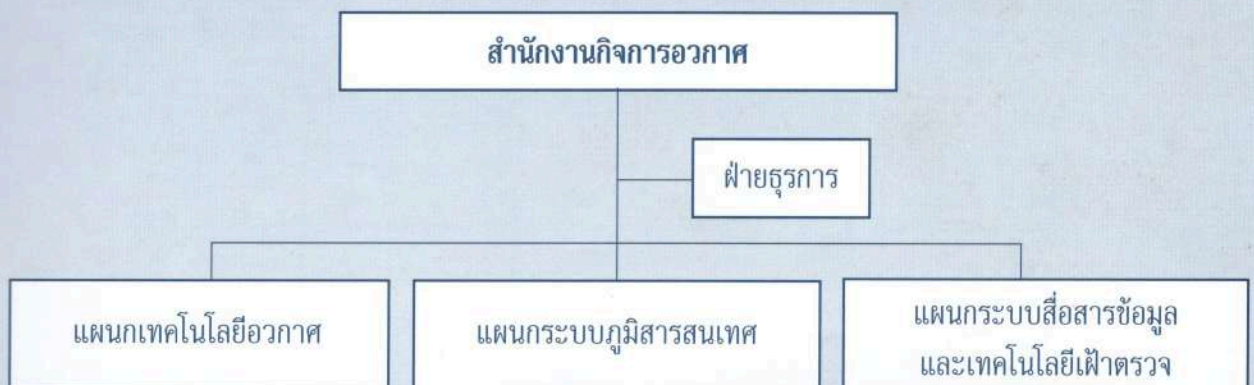 สำนักงานกิจการอวกาศ
ฝ่ายธุรการ
แผนกเทคโนโลยีอวกาศ
แผนกระบบภูมิสารสนเทศ
แผนกระบบสื่อสารข้อมูล
และเทคโนโลยีเฝ้าตรวจ